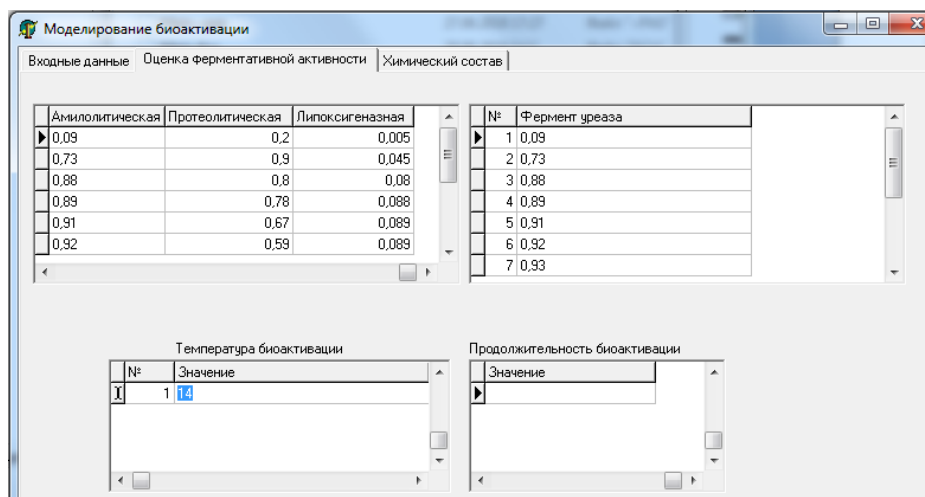 Моделирование биоактивации
Входные данные Оценка ферментативной активности Химический состав
Амилолитическая Протеолитическая Липоксигеназная
0,09 0,2 0,005
0,73 0,9 0,045
0,88 0,8 0,08
0,89 0,78 0,088
0,91 0,67 0,089
0,92 0,59 0,089
№ Фермент уреаза
1 0,09
2 0,73
3 0,88
4 0,89
5 0,91
6 0,92
7 0,93
Температура биоактивации
№ Значение
1 14
Продолжительность биоактивации
Значение